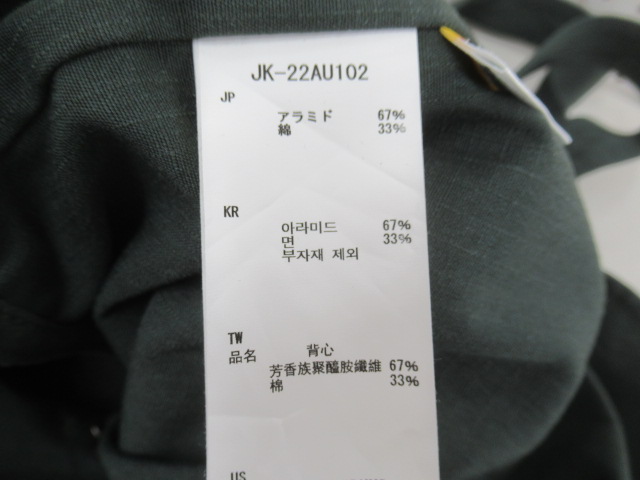 JK-22AU102
JP
アラミド 67%
綿 33%
KR
아라미드 67%
면 33%
부자재 제외
TW
品名 背心
芳香族聚醯胺纖維 67%
棉 33%
US